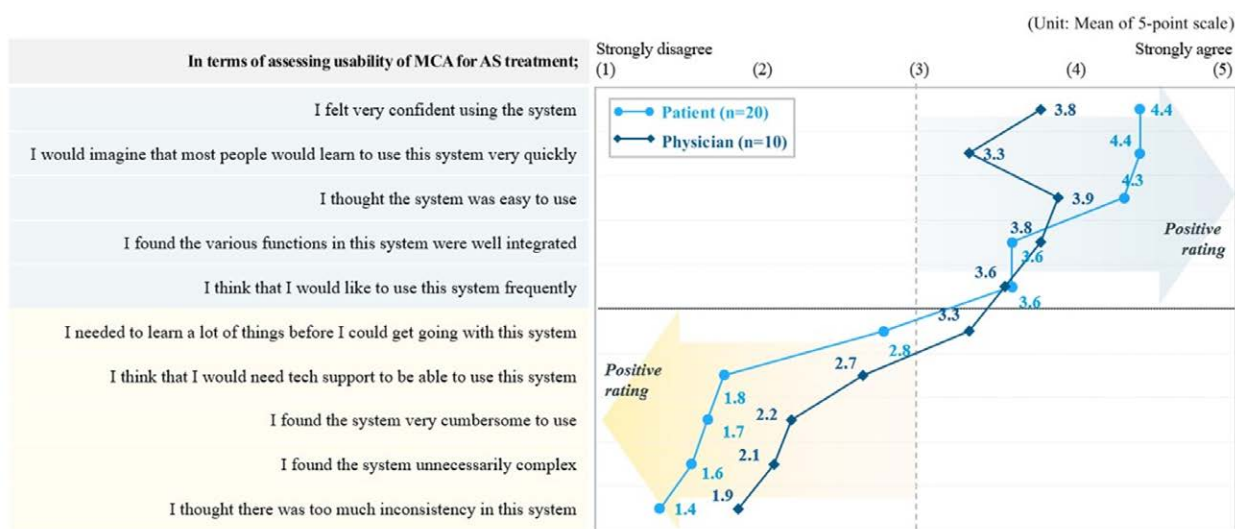 (Unit: Mean of 5-point scale)
In terms of assessing usability of MCA for AS treatment;
Strongly disagree Strongly agree
(1) (2) (3) (4) (5)
Patient (n=20)
Physician (n=10)
I felt very confident using the system
3.8 4.4
I would imagine that most people would learn to use this system very quickly
3.3 4.4
I thought the system was easy to use
3.9 4.3
I found the various functions in this system were well integrated
3.8 3.6
Positive
rating
I think that I would like to use this system frequently
3.6 3.6
I needed to learn a lot of things before I could get going with this system
3.3 2.8
Positive
rating
I think that I would need tech support to be able to use this system
2.7 1.8
I found the system very cumbersome to use
2.2 1.7
I found the system unnecessarily complex
2.1 1.6
I thought there was too much inconsistency in this system
1.9 1.4